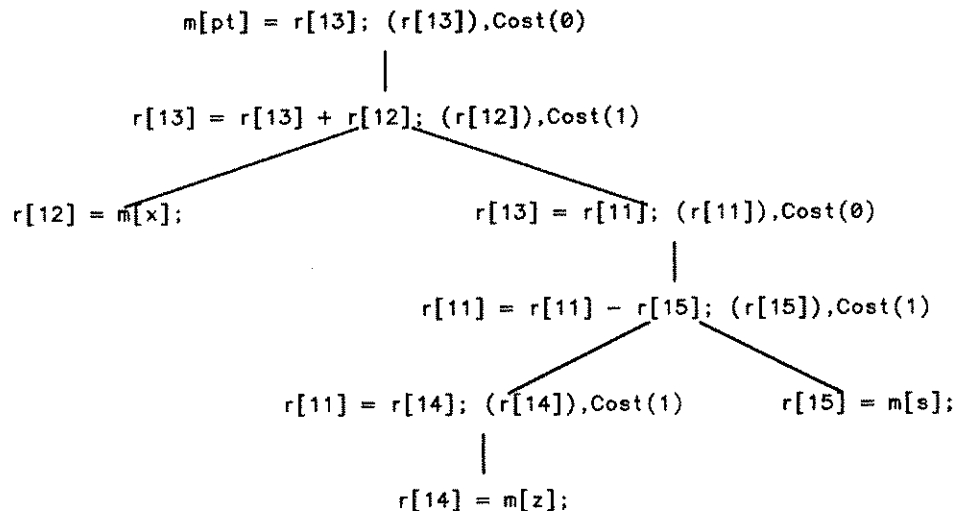 m[pt] = r[13]; (r[13]),Cost(0)
r[13] = r[13] + r[12]; (r[12]),Cost(1)
r[12] = m[x];
r[13] = r[11]; (r[11]),Cost(0)
r[11] = r[11] - r[15]; (r[15]),Cost(1)
r[11] = r[14]; (r[14]),Cost(1)
r[15] = m[s];
r[14] = m[z];